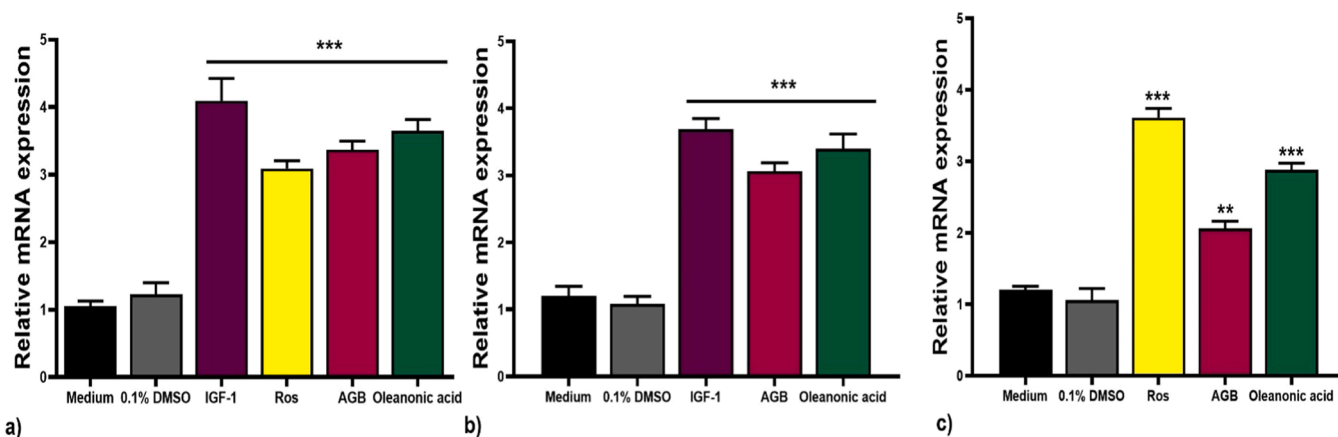 a)
Relative mRNA expression
5
4
3
2
1
0
***
Medium 0.1% DMSO IGF-1 Ros AGB Oleanonic acid
b)
Relative mRNA expression
5
4
3
2
1
0
***
Medium 0.1% DMSO IGF-1 AGB Oleanonic acid
c)
Relative mRNA expression
5
4
3
2
1
0
***
**
***
Medium 0.1% DMSO Ros AGB Oleanonic acid